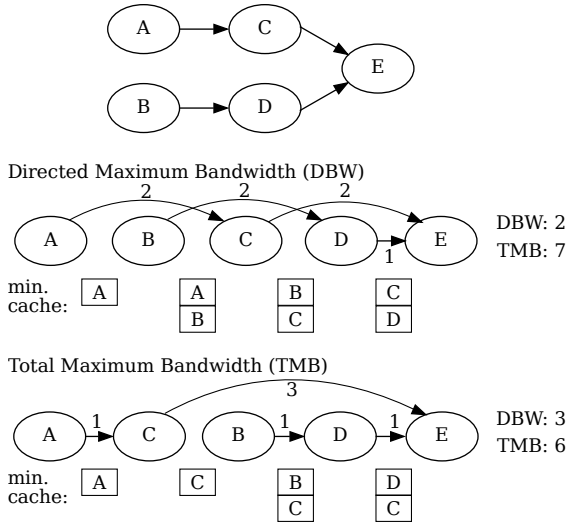 A C
E
B D
Directed Maximum Bandwidth (DBW)
2 2 2
A B C D E
1
DBW: 2
TMB: 7
min.
cache:
A A B C
B C D
Total Maximum Bandwidth (TMB)
3
1 1 1
A C B D E
DBW: 3
TMB: 6
min.
cache:
A C B D
C C